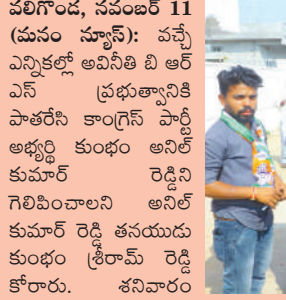 వలిగొండ, నవంబర్ 11
(మనం న్యూస్): వచ్చే
ఎన్నికల్లో అవినీతి బి ఆర్
ఎస్ ప్రభుత్వానికి
పాతరేసి కాంగ్రెస్ పార్టీ
అభ్యర్థి కుంభం అనిల్
కుమార్ రెడ్డిని
గెలిపించాలని అనిల్
కుమార్ రెడ్డి తనయుడు
కుంభం శ్రీరామ్ రెడ్డి
కోరారు. శనివారం